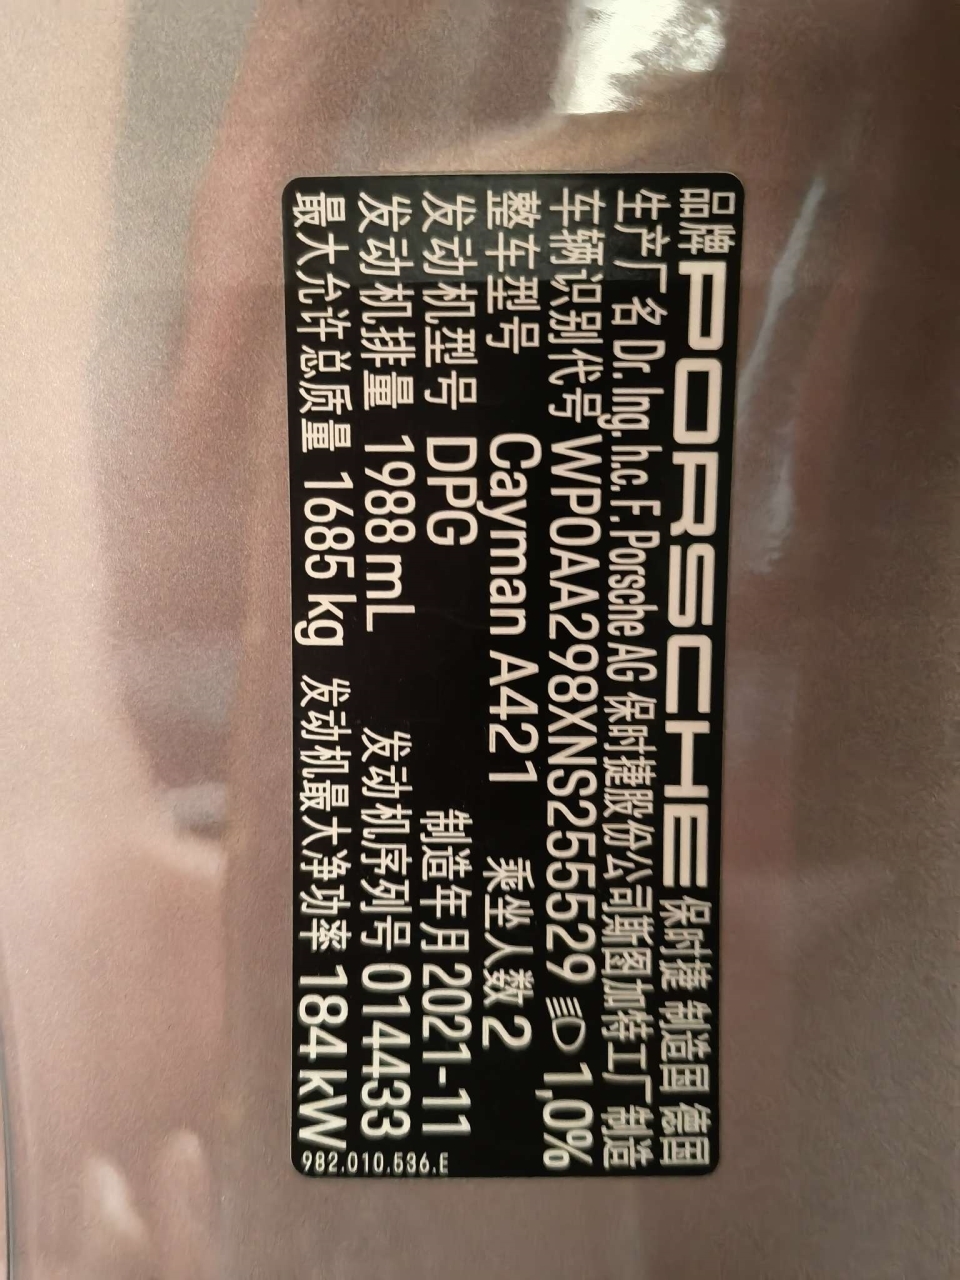 品牌 PORSCHE 保时捷 制造国 德国
生产厂名 Dr. Ing. h.c. F. Porsche AG 保时捷股份公司斯图加特工厂制造
车辆识别代号 WP0AA298XNS255529 1,0%
整车型号 Cayman A421 乘坐人数 2
发动机型号 DPG 制造年月 2021-11
发动机排量 1988 mL 发动机序列号 014433
最大允许总质量 1685 kg 发动机最大净功率 184 kW
982.010.536.E